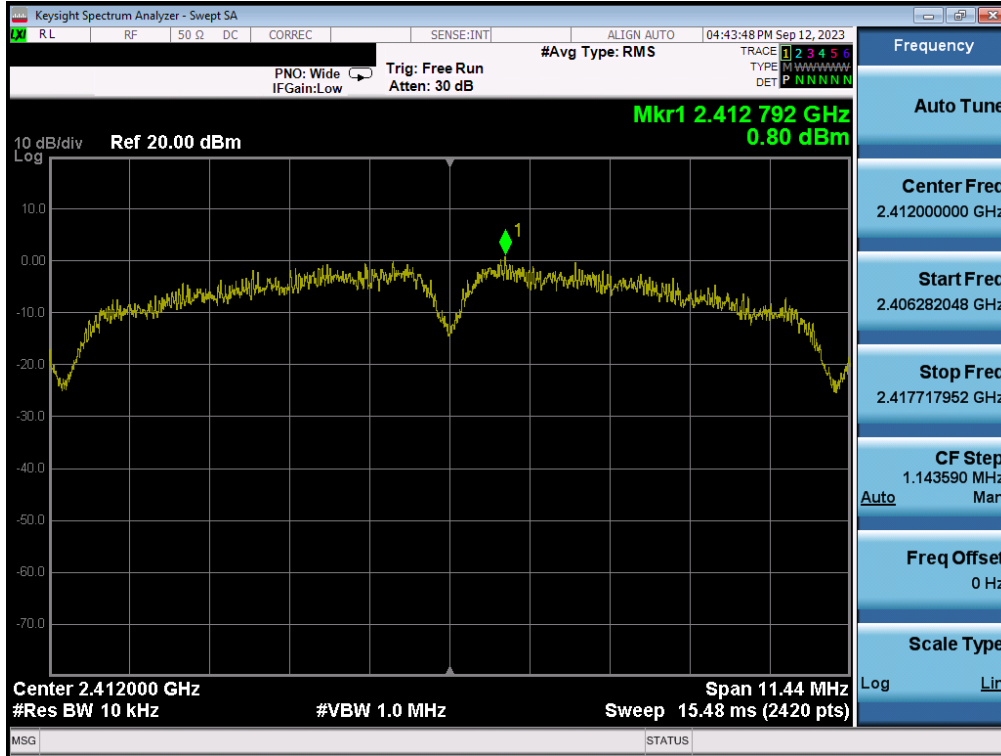 Keysight Spectrum Analyzer - Swept SA
LXI RL RF 50 Ω DC CORREC SENSE:INT ALIGN AUTO 04:43:48 PM Sep 12, 2023
#Avg Type: RMS
TRACE 1 2 3 4 5 6
PNO: Wide Trig: Free Run
TYPE M WWWWW
IFGain:Low Atten: 30 dB
DET P N N N N N
Mkr1 2.412 792 GHz
0.80 dBm
10 dB/div Ref 20.00 dBm
Log
10.0
1
0.00
-10.0
-20.0
-30.0
-40.0
-50.0
-60.0
-70.0
Center 2.412000 GHz Span 11.44 MHz
#Res BW 10 kHz #VBW 1.0 MHz Sweep 15.48 ms (2420 pts)
MSG STATUS
Frequency
Auto Tune
Center Freq
2.412000000 GHz
Start Freq
2.406282048 GHz
Stop Freq
2.417717952 GHz
CF Step
1.143590 MHz
Auto Man
Freq Offset
0 Hz
Scale Type
Log Lin